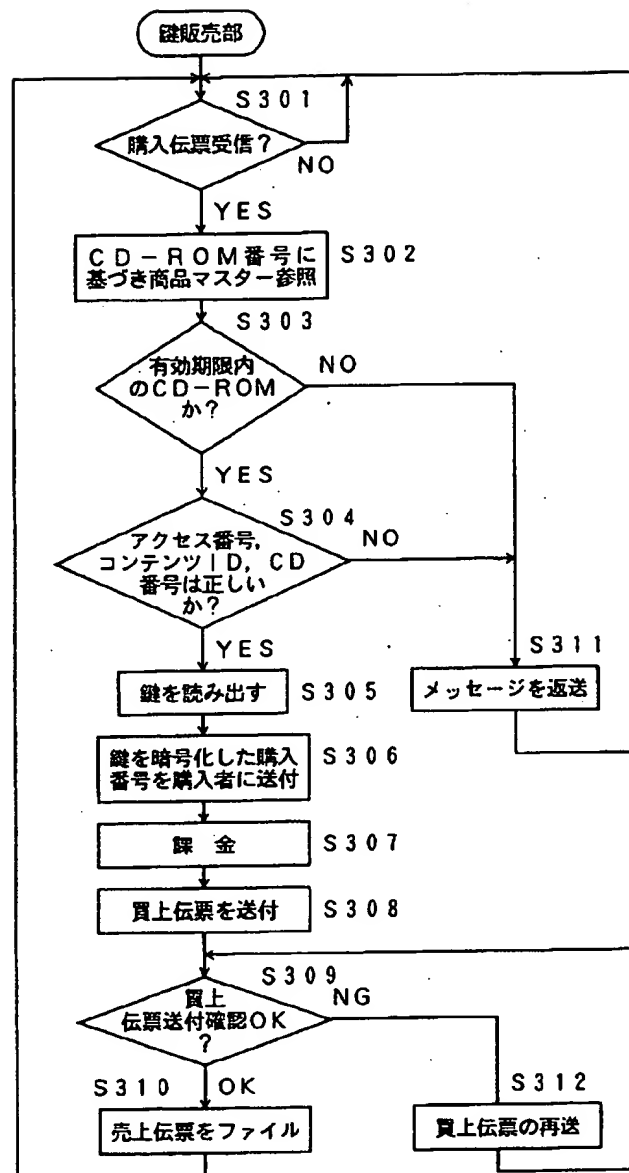 鍵販売部
S301
購入伝票受信?
NO
YES
CD-ROM番号に
基づき商品マスター参照
S302
S303
有効期限内
のCD-ROM
か?
NO
YES
S304
アクセス番号,
コンテンツID, CD
番号は正しい
か?
NO
YES
S311
鍵を読み出す
S305
メッセージを返送
鍵を暗号化した購入
番号を購入者に送付
S306
課 金
S307
買上伝票を送付
S308
S309
買上
伝票送付確認OK
?
NG
S310
OK
S312
売上伝票をファイル
買上伝票の再送